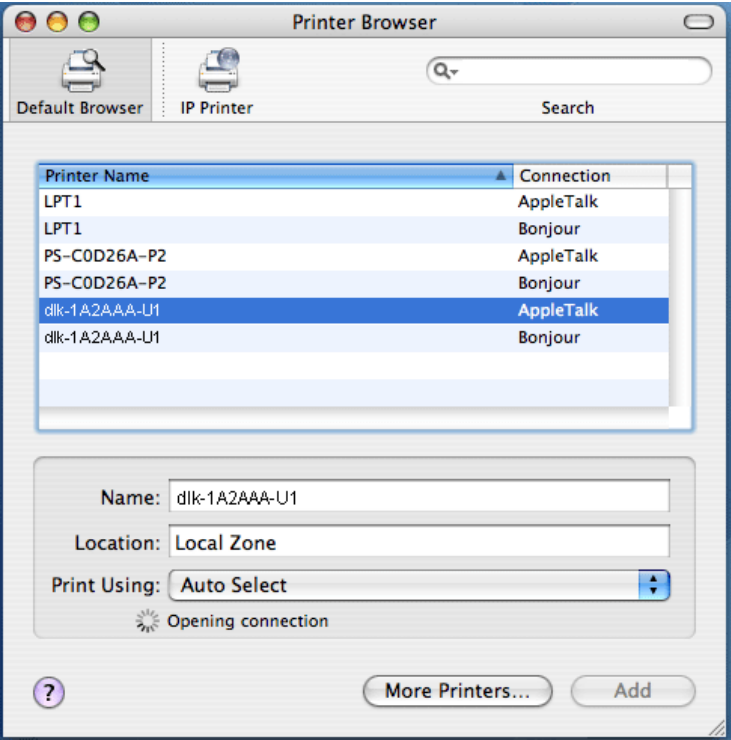 Printer Browser
Default Browser
IP Printer
Search
Printer Name Connection
LPT1 AppleTalk
LPT1 Bonjour
PS-C0D26A-P2 AppleTalk
PS-C0D26A-P2 Bonjour
dlk-1A2AAA-U1 AppleTalk
dlk-1A2AAA-U1 Bonjour
Name: dlk-1A2AAA-U1
Location: Local Zone
Print Using: Auto Select
Opening connection
? More Printers... Add